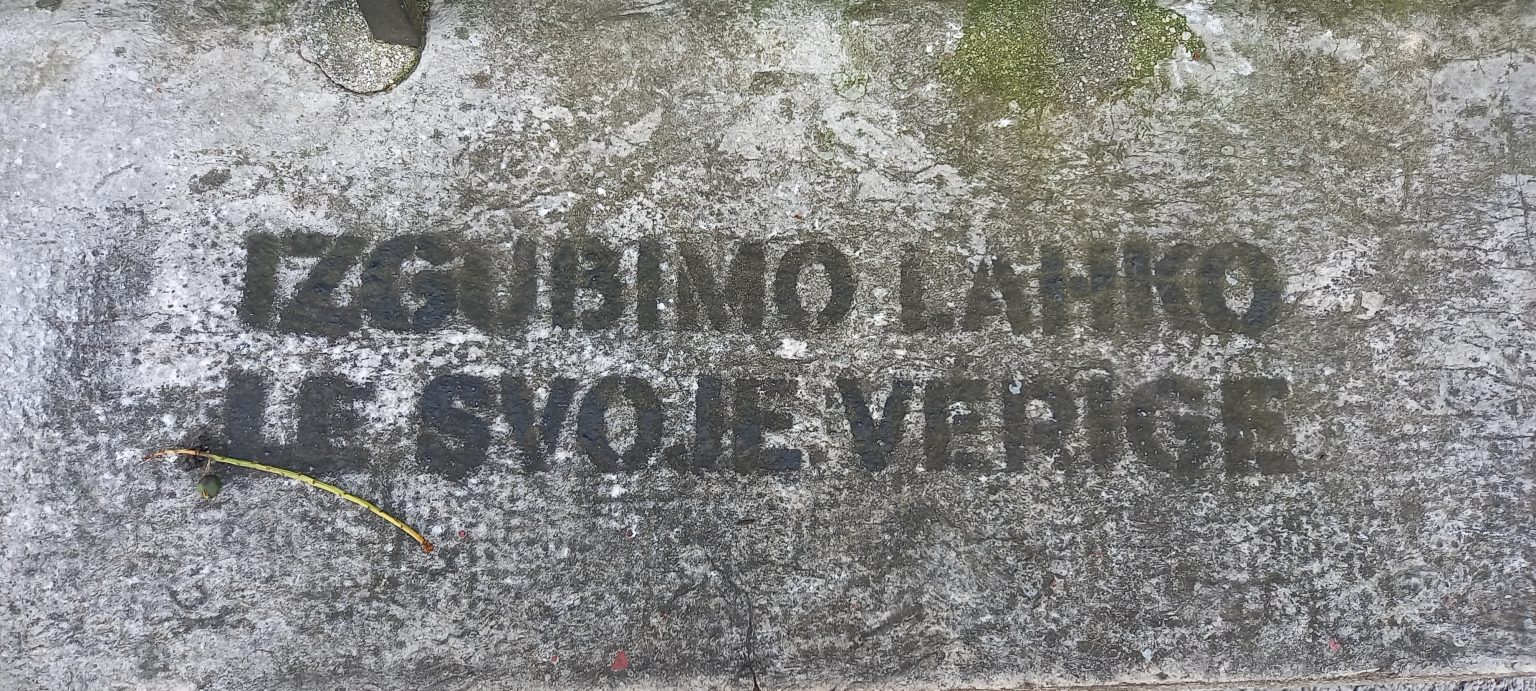 IZGUBIMO LAHKO
LE SVOJE VERIGE